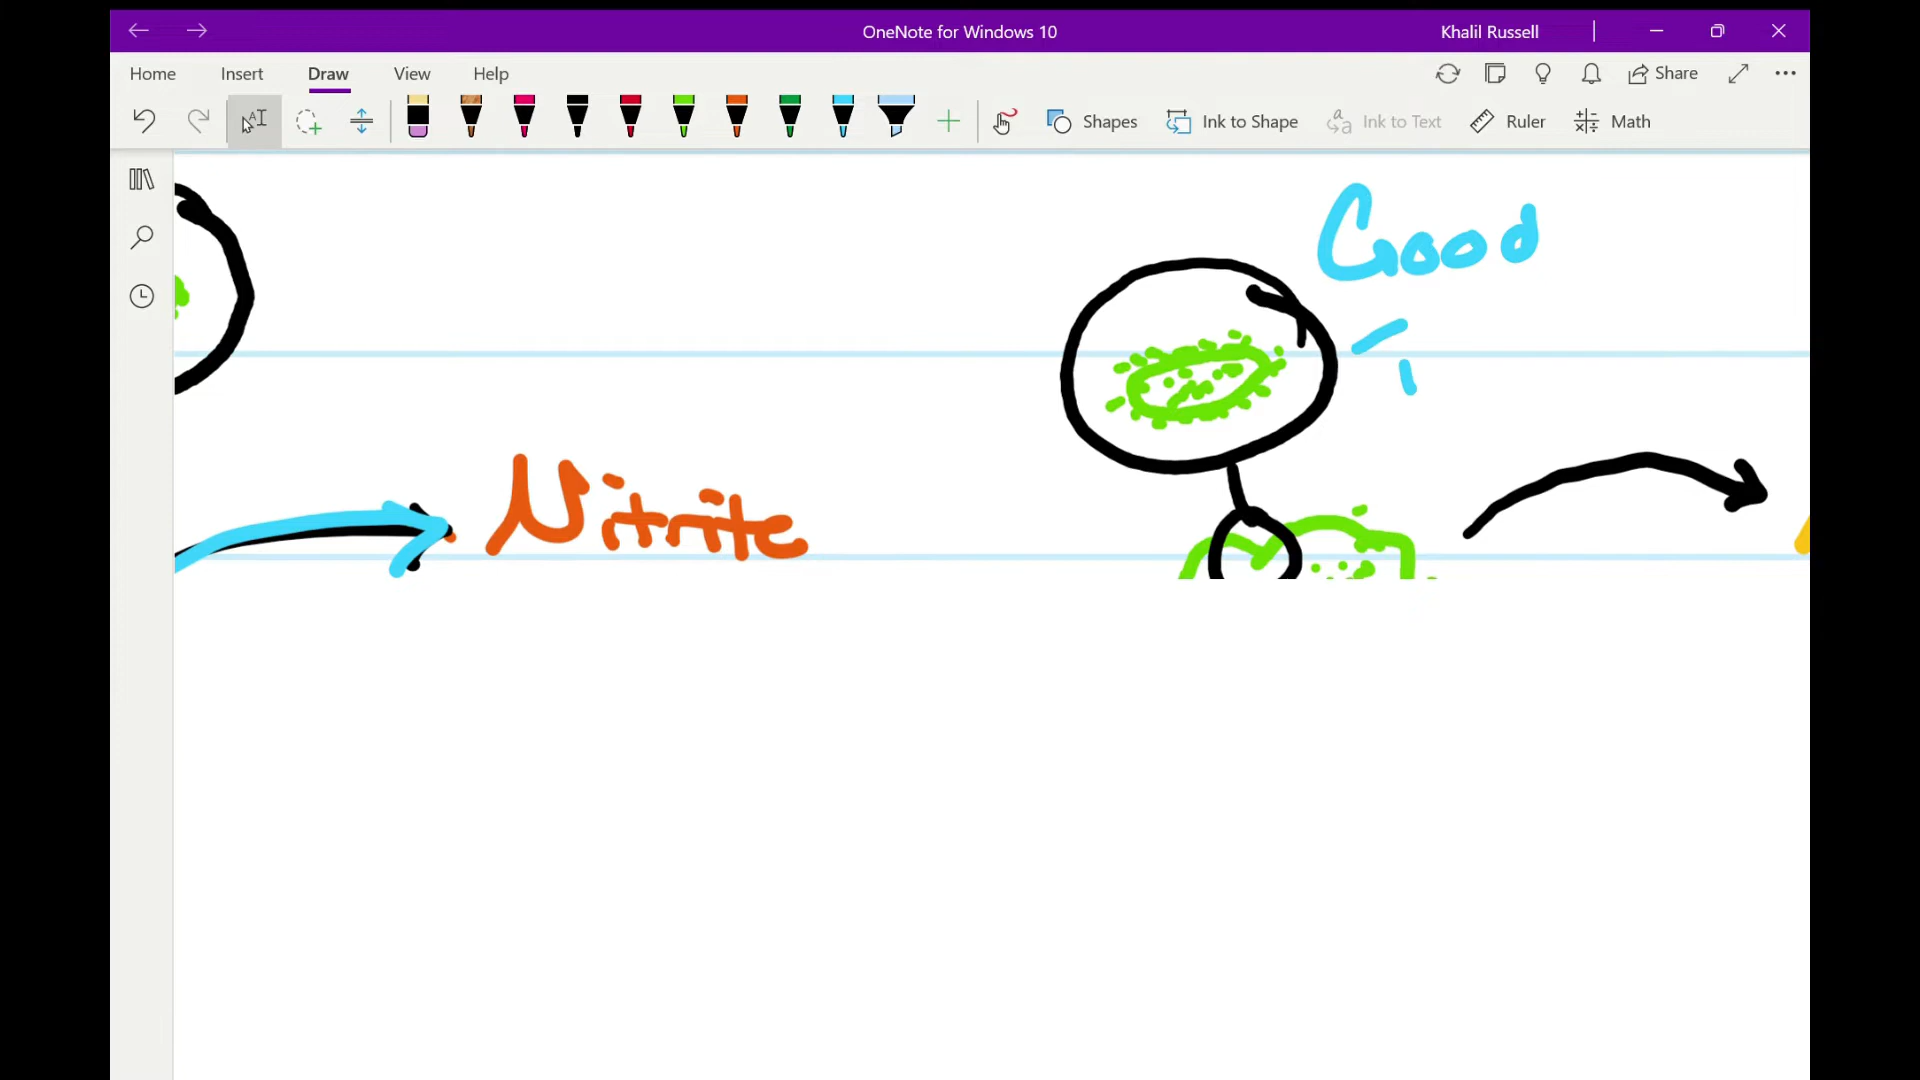 OneNote for Windows 10
Khalil Russell
Home Insert Draw View Help
Share
Shapes Ink to Shape Ink to Text Ruler Math
Good
Nitrite